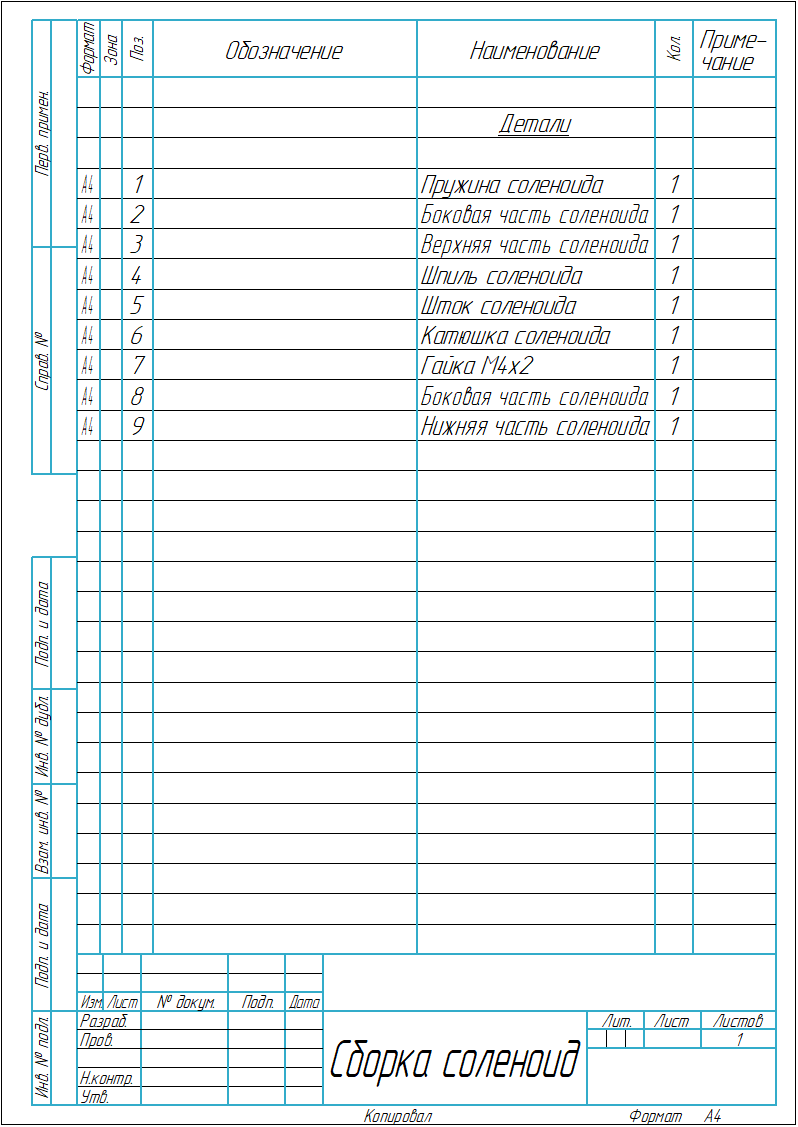 Формат Зона Поз. Обозначение Наименование Кол. Приме-
чание
Детали
А4 1 Пружина соленоида 1
А4 2 Боковая часть соленоида 1
А4 3 Верхняя часть соленоида 1
А4 4 Шпиль соленоида 1
А4 5 Шток соленоида 1
А4 6 Катюшка соленоида 1
А4 7 Гайка М4х2 1
А4 8 Боковая часть соленоида 1
А4 9 Нижняя часть соленоида 1
Перв. примен.
Справ. №
Подп. и дата
Инв. № дубл.
Взам. инв. №
Подп. и дата
Инв. № подл.
Изм. Лист № докум. Подп. Дата
Разраб.
Пров.
Н.контр.
Утв.
Сборка соленоид
Лит. Лист Листов
1
Копировал Формат А4